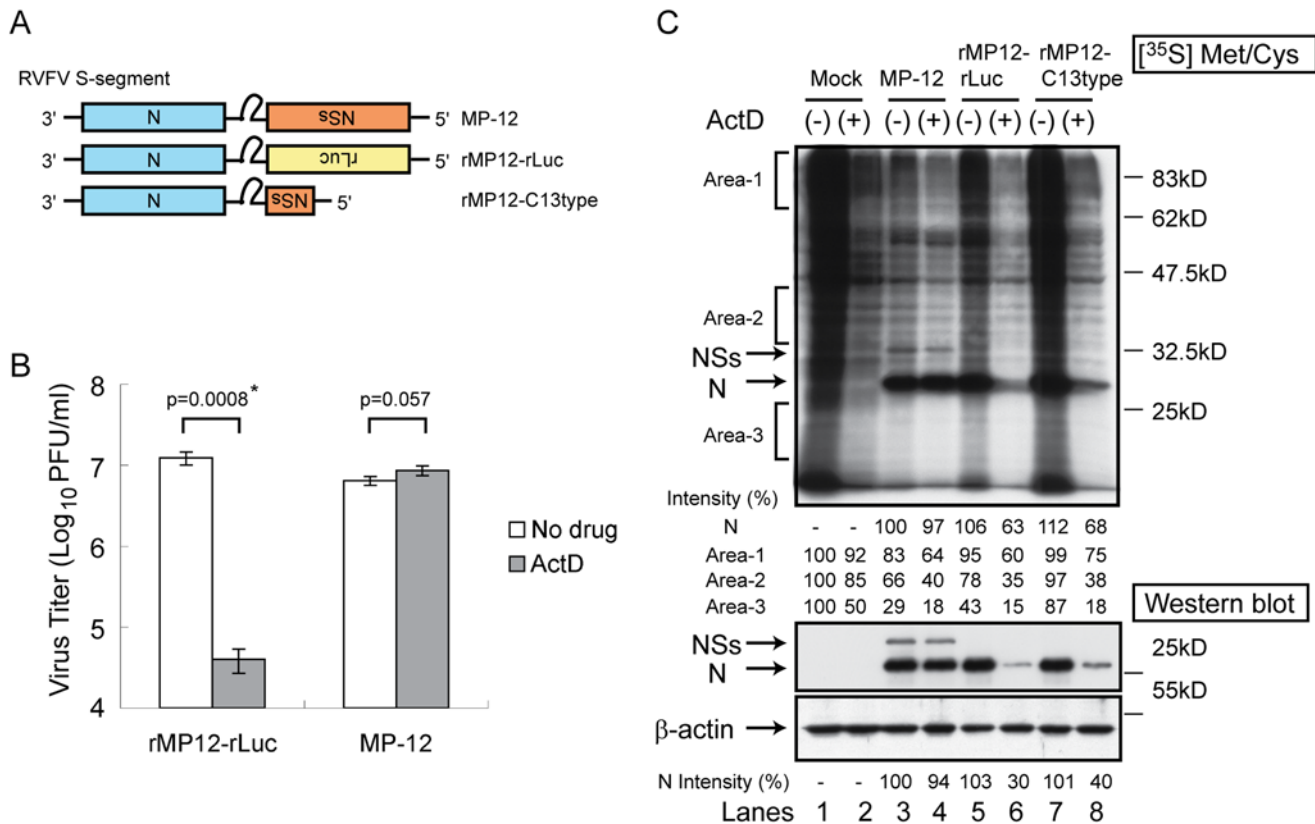 A
RVFV S-segment
3' N NSs 5' MP-12
3' N rLuc 5' rMP12-rLuc
3' N NSs 5' rMP12-C13type
B
Virus Titer (Log10 PFU/ml)
8
7
6
5
4
p=0.0008*
p=0.057
No drug
ActD
rMP12-rLuc
MP-12
C
[35S] Met/Cys
Mock MP-12 rMP12-rLuc rMP12-C13type
ActD (-) (+) (-) (+) (-) (+) (-) (+)
Area-1
Area-2
NSs
N
Area-3
83kD
62kD
47.5kD
32.5kD
25kD
Intensity (%)
N - - 100 97 106 63 112 68
Area-1 100 92 83 64 95 60 99 75
Area-2 100 85 66 40 78 35 97 38
Area-3 100 50 29 18 43 15 87 18
Western blot
NSs
N
25kD
55kD
β-actin
N Intensity (%) - - 100 94 103 30 101 40
Lanes 1 2 3 4 5 6 7 8